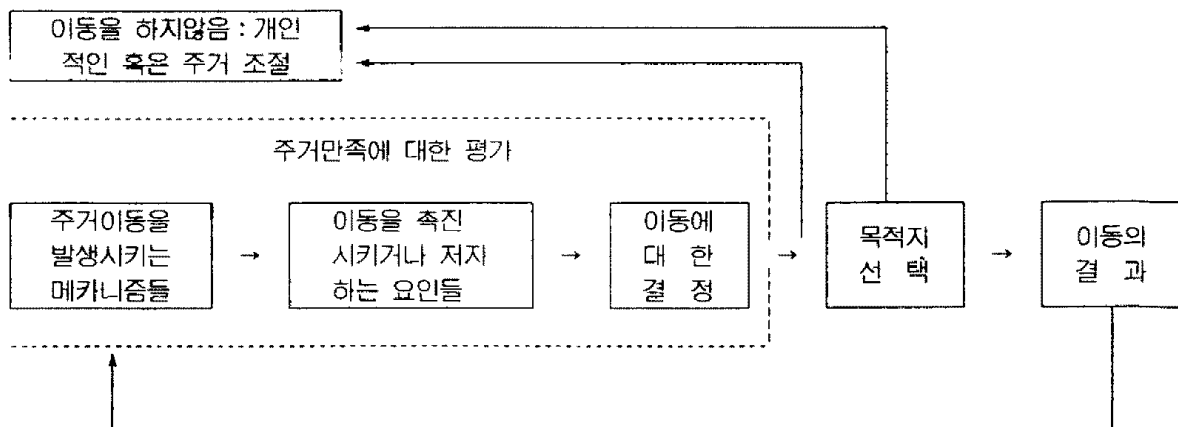 이동을 하지않음 : 개인
적인 혹은 주거 조절
주거만족에 대한 평가
주거이동을
발생시키는
메카니즘들
이동을 촉진
시키거나 저지
하는 요인들
이동에
대 한
결 정
목적지
선 택
이동의
결 과